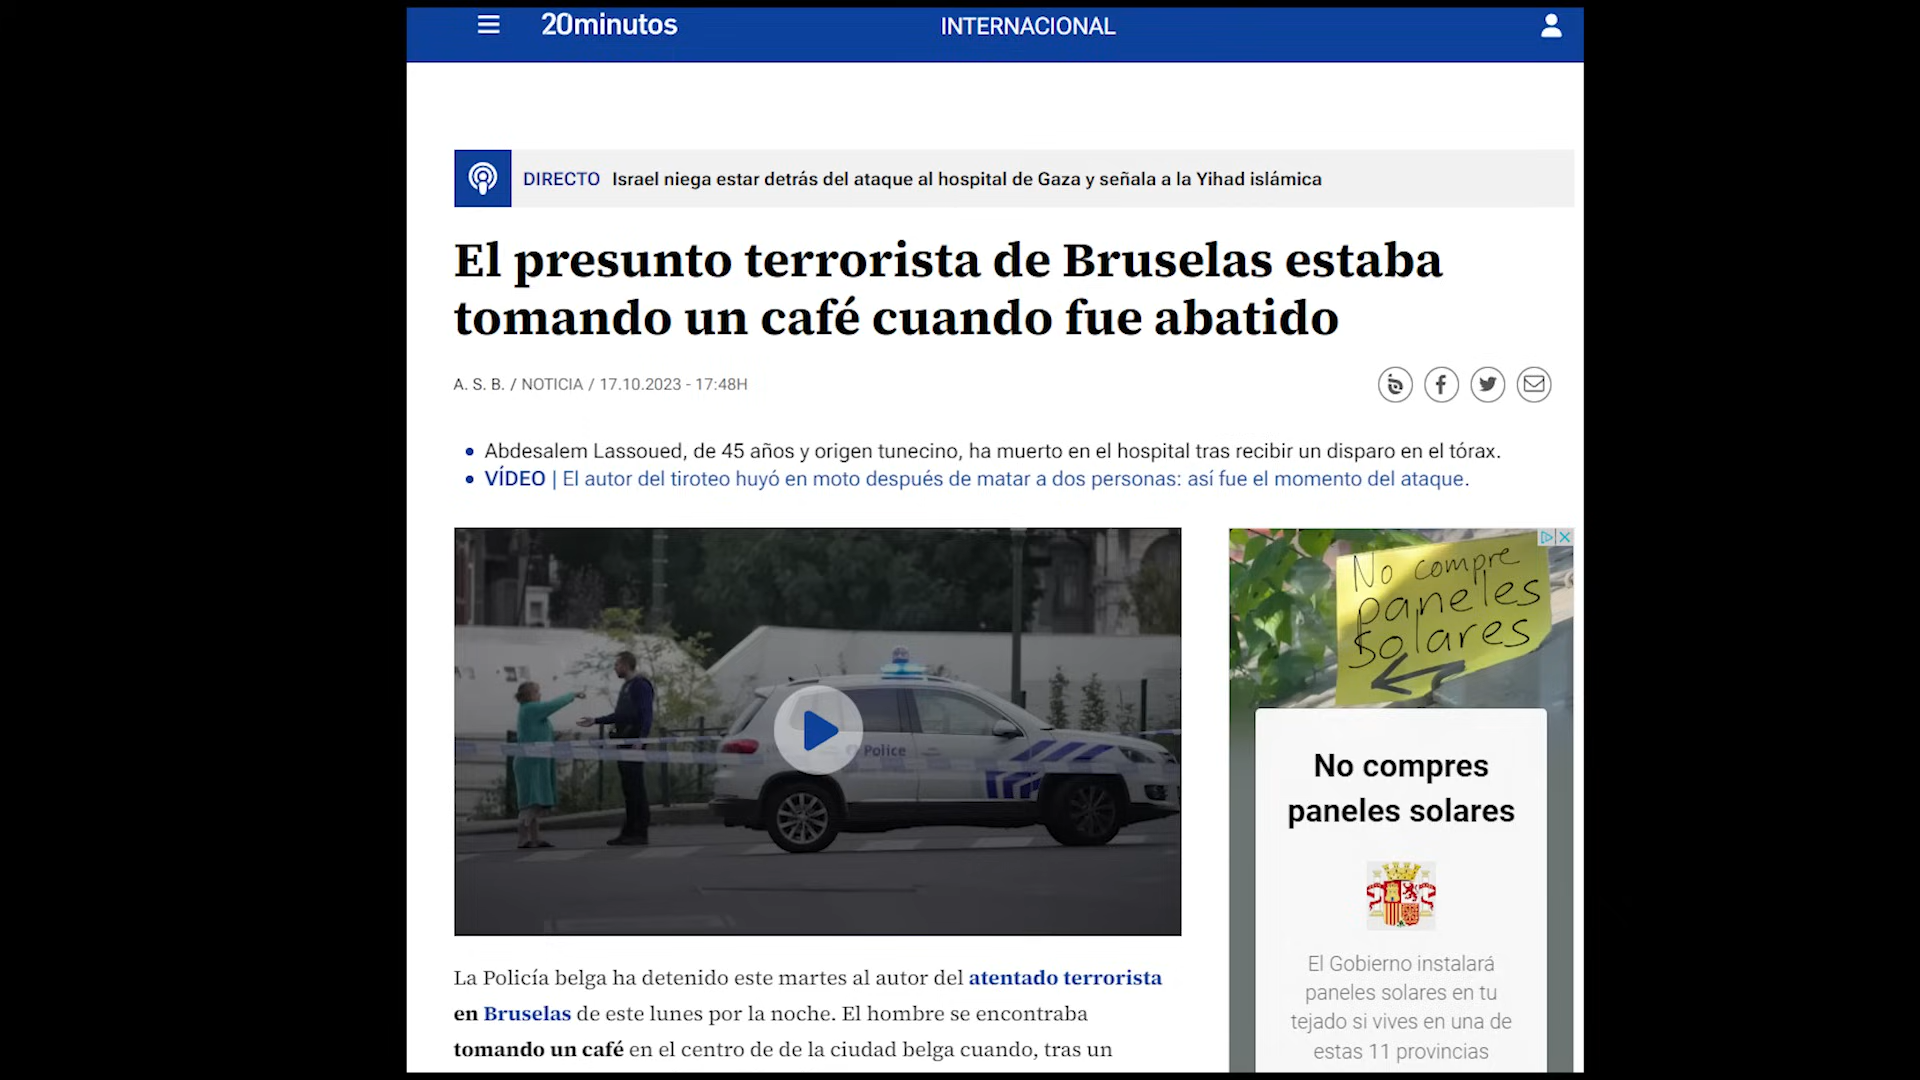 20minutos
INTERNACIONAL
DIRECTO Israel niega estar detrás del ataque al hospital de Gaza y señala a la Yihad islámica
El presunto terrorista de Bruselas estaba
tomando un café cuando fue abatido
A. S. B. / NOTICIA / 17.10.2023 - 17:48H
Abdesalem Lassoued, de 45 años y origen tunecino, ha muerto en el hospital tras recibir un disparo en el tórax.
VÍDEO | El autor del tiroteo huyó en moto después de matar a dos personas: así fue el momento del ataque.
Police
La Policía belga ha detenido este martes al autor del atentado terrorista
en Bruselas de este lunes por la noche. El hombre se encontraba
tomando un café en el centro de de la ciudad belga cuando, tras un
No compre
paneles
solares
No compres
paneles solares
El Gobierno instalará
paneles solares en tu
tejado si vives en una de
estas 11 provincias